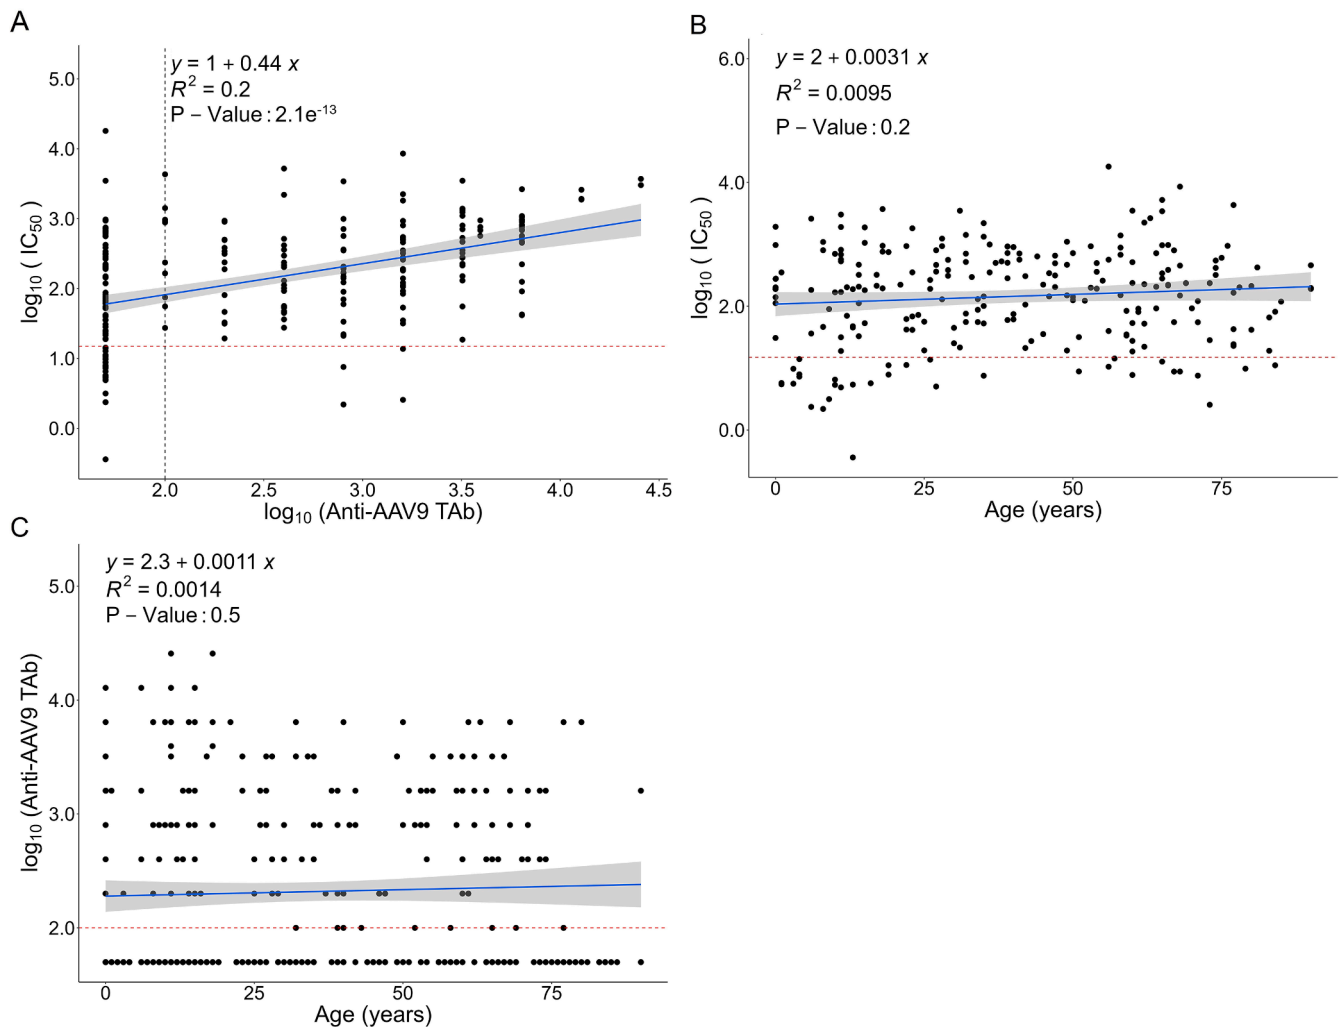 A
y = 1 + 0.44 x
R² = 0.2
P − Value : 2.1e⁻¹³
5.0
4.0
3.0
2.0
1.0
0.0
log₁₀ ( IC₅₀ )
2.0 2.5 3.0 3.5 4.0 4.5
log₁₀ (Anti-AAV9 TAb)
B
y = 2 + 0.0031 x
R² = 0.0095
P − Value : 0.2
6.0
4.0
2.0
0.0
log₁₀ ( IC₅₀ )
0 25 50 75
Age (years)
C
y = 2.3 + 0.0011 x
R² = 0.0014
P − Value : 0.5
5.0
4.0
3.0
2.0
log₁₀ (Anti-AAV9 TAb)
0 25 50 75
Age (years)